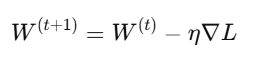 W^{(t+1)} = W^{(t)} − η∇L